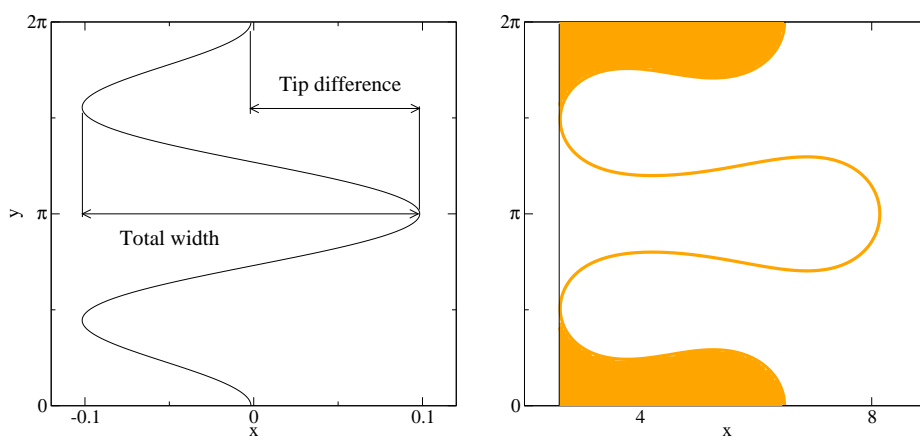 2π
Tip difference
y
π
π
Total width
0
-0.1
0
0.1
x
2π
0
4
8
x